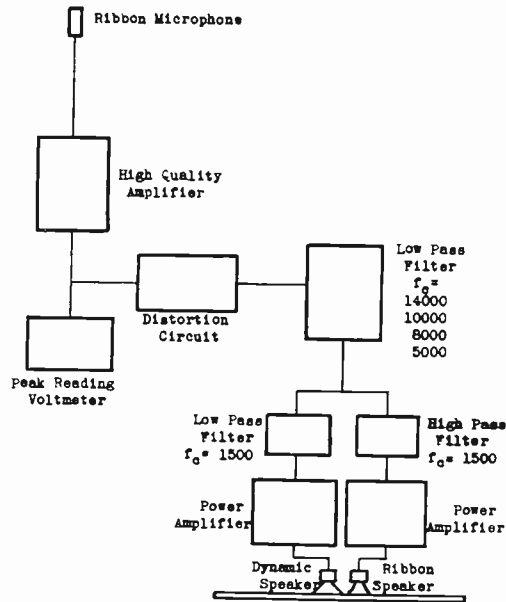 Ribbon Microphone
High Quality
Amplifier
Low Pass
Filter
fc=
14000
10000
8000
5000
Distortion
Circuit
Peak Reading
Voltmeter
Low Pass
Filter
fc= 1500
High Pass
Filter
fc= 1500
Power
Amplifier
Power
Amplifier
Dynamic
Speaker
Ribbon
Speaker